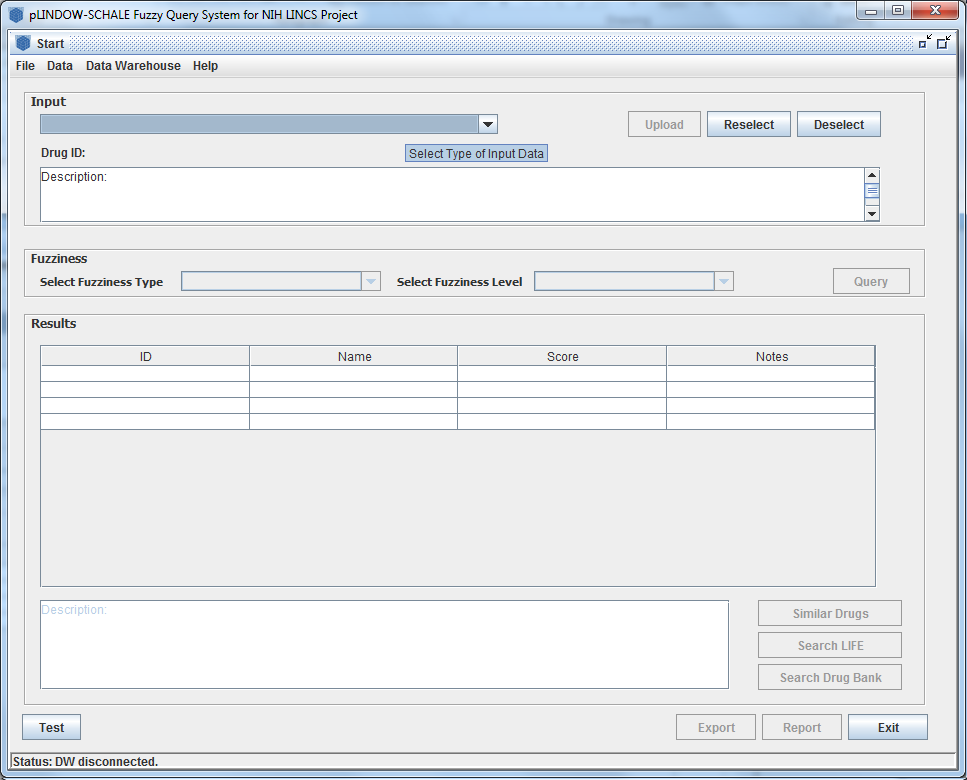 pLINDOW-SCHALE Fuzzy Query System for NIH LINCS Project
Start
File Data Data Warehouse Help
Input
Upload Reselect Deselect
Drug ID: Select Type of Input Data
Description:
Fuzziness
Select Fuzziness Type Select Fuzziness Level Query
Results
ID Name Score Notes
Description:
Similar Drugs
Search LIFE
Search Drug Bank
Test Export Report Exit
Status: DW disconnected.